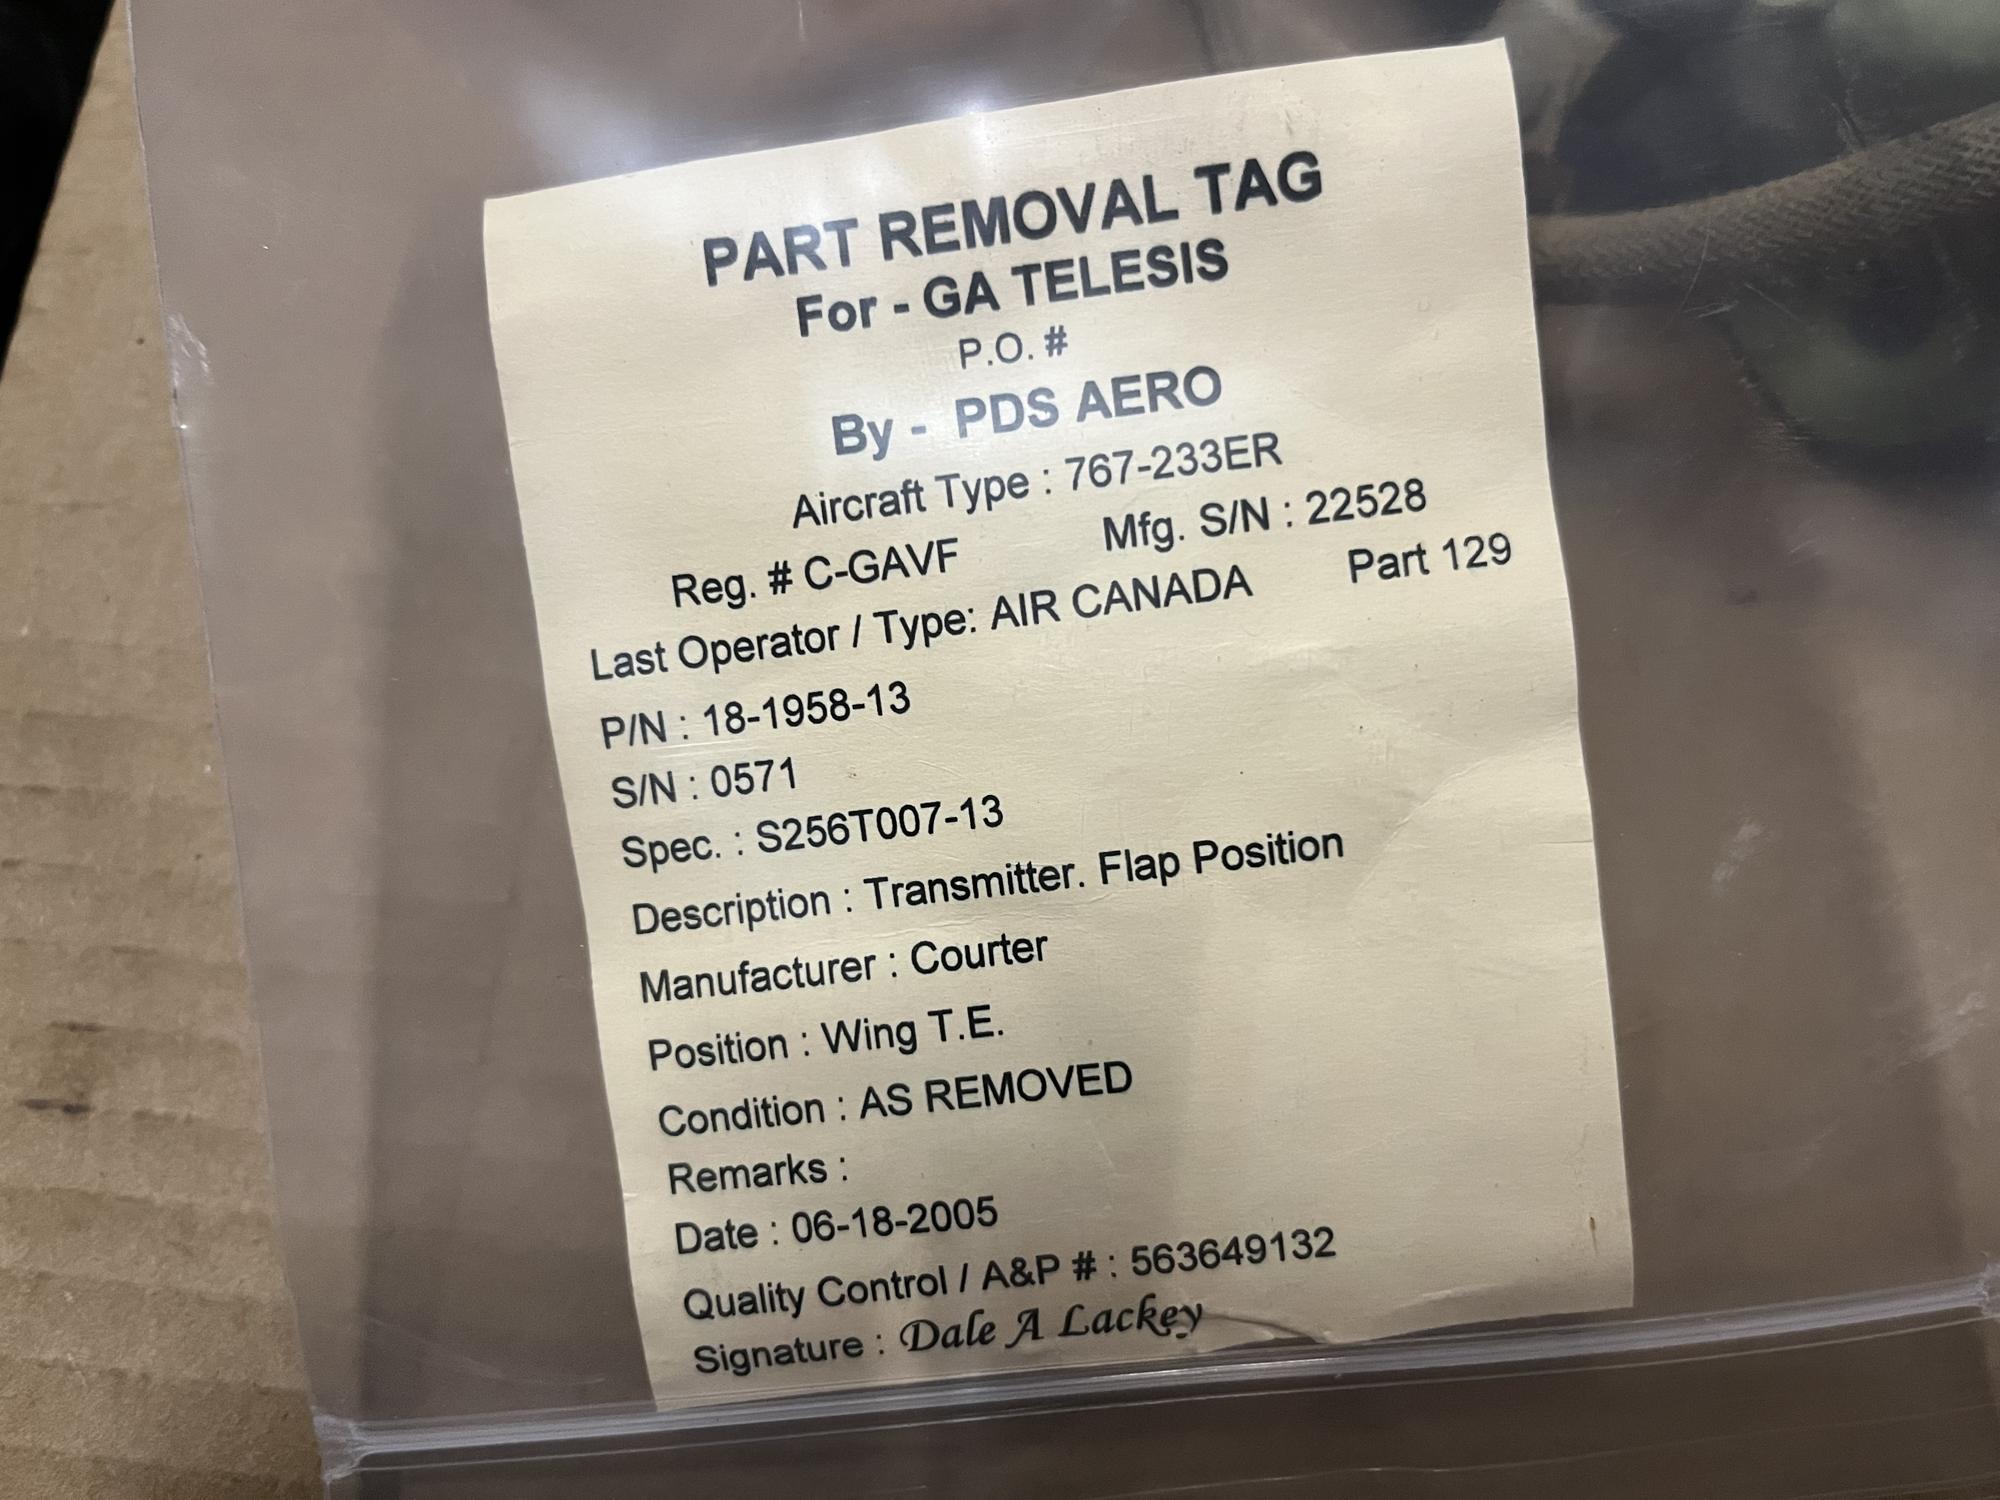 PART REMOVAL TAG
For - GA TELESIS
P.O. #
By - PDS AERO
Aircraft Type : 767-233ER
Reg. # C-GAVF Mfg. S/N : 22528
Last Operator / Type: AIR CANADA Part 129
P/N : 18-1958-13
S/N : 0571
Spec. : S256T007-13
Description : Transmitter. Flap Position
Manufacturer : Courter
Position : Wing T.E.
Condition : AS REMOVED
Remarks :
Date : 06-18-2005
Quality Control / A&P # : 563649132
Signature : Dale A Lackey